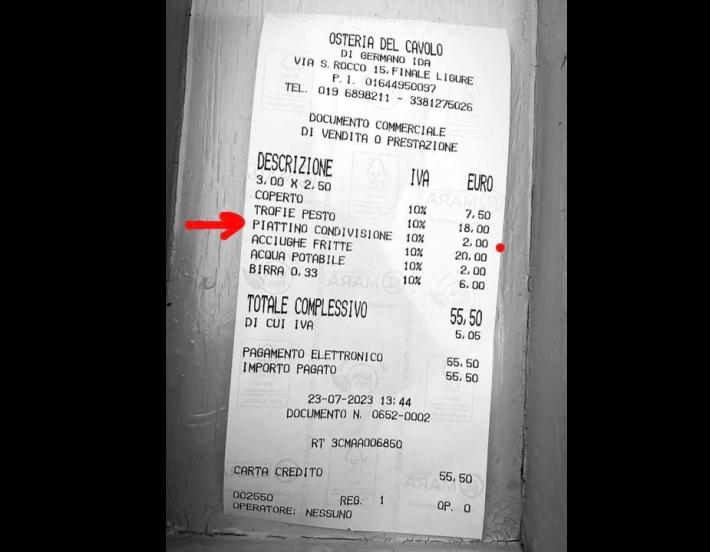 OSTERIA DEL CAVOLO
DI GERMANO IDA
VIA S. ROCCO 15, FINALE LIGURE
P. I. 01644950097
TEL. 019 6898211 - 3381275026
DOCUMENTO COMMERCIALE
DI VENDITA O PRESTAZIONE
DESCRIZIONE IVA EURO
3,00 X 2,50
COPERTO 10% 7,50
TROFIE PESTO 10% 18,00
PIATTINO CONDIVISIONE 10% 2,00
ACCIUGHE FRITTE 10% 20,00
ACQUA POTABILE 10% 2,00
BIRRA 0,33 10% 6,00
TOTALE COMPLESSIVO 55,50
DI CUI IVA 5,05
PAGAMENTO ELETTRONICO 55,50
IMPORTO PAGATO 55,50
23-07-2023 13:44
DOCUMENTO N. 0652-0002
RT 3CMAA006850
CARTA CREDITO 55,50
002550 REG. 1 OP. 0
OPERATORE: NESSUNO